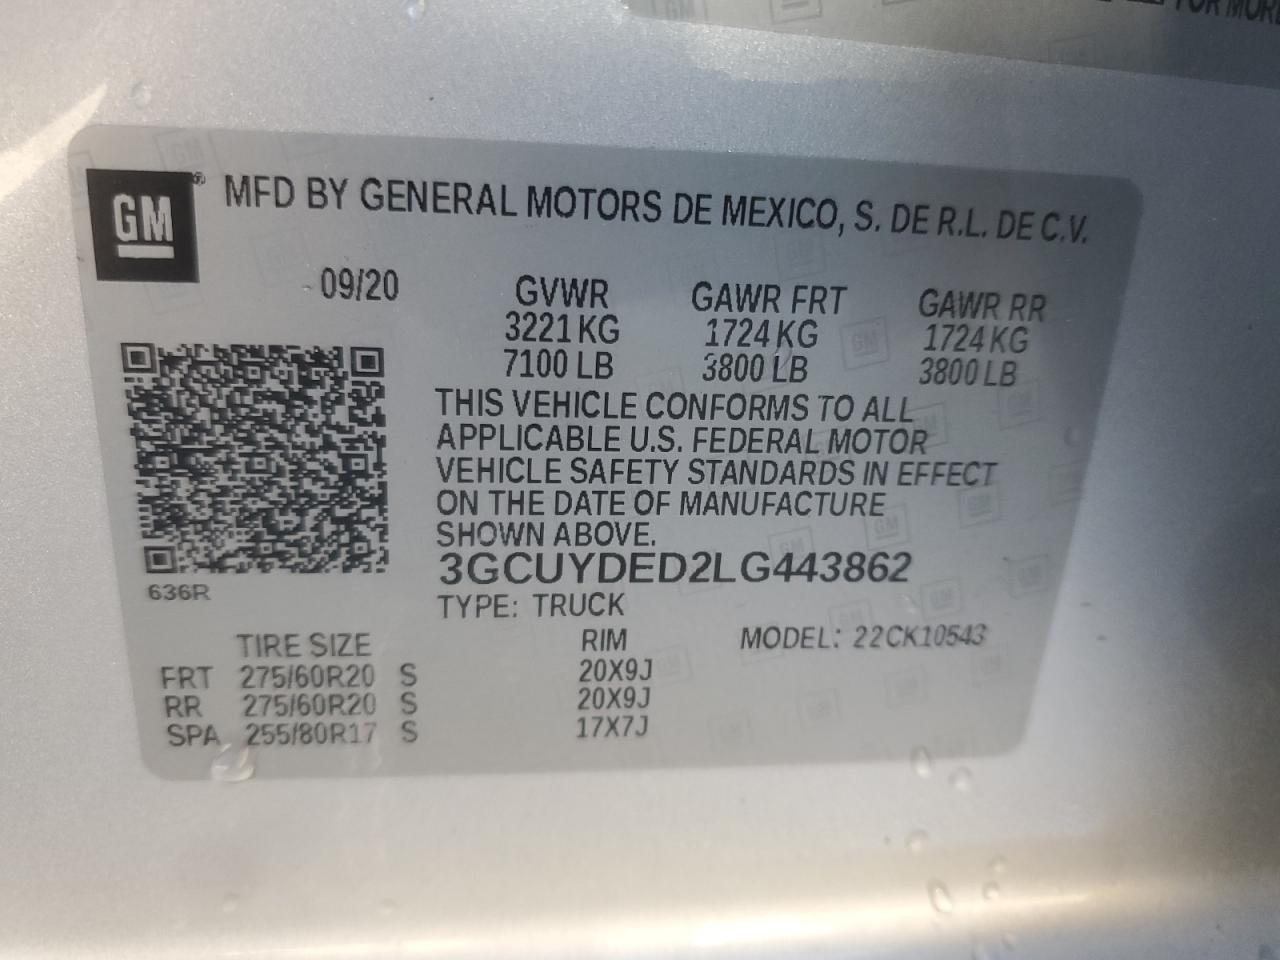 FOR MORE
GM® MFD BY GENERAL MOTORS DE MEXICO, S. DE R.L. DE C.V.
09/20 GVWR GAWR FRT GAWR RR
3221 KG 1724 KG 1724 KG
7100 LB 3800 LB 3800 LB
THIS VEHICLE CONFORMS TO ALL
APPLICABLE U.S. FEDERAL MOTOR
VEHICLE SAFETY STANDARDS IN EFFECT
ON THE DATE OF MANUFACTURE
SHOWN ABOVE.
3GCUYDED2LG443862
636R
TYPE: TRUCK
TIRE SIZE RIM MODEL: 22CK10543
FRT 275/60R20 S 20X9J
RR 275/60R20 S 20X9J
SPA 255/80R17 S 17X7J